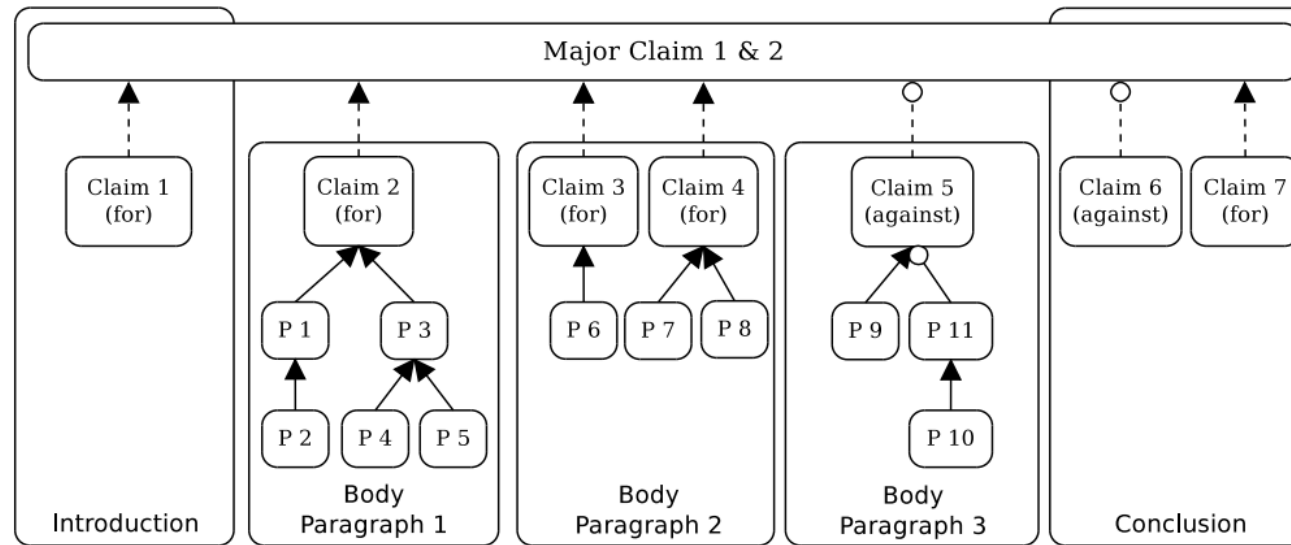 Major Claim 1 & 2
Claim 1
(for)
Claim 2
(for)
Claim 3
(for)
Claim 4
(for)
Claim 5
(against)
Claim 6
(against)
Claim 7
(for)
P 1
P 3
P 6
P 7
P 8
P 9
P 11
P 2
P 4
P 5
P 10
Introduction
Body
Paragraph 1
Body
Paragraph 2
Body
Paragraph 3
Conclusion